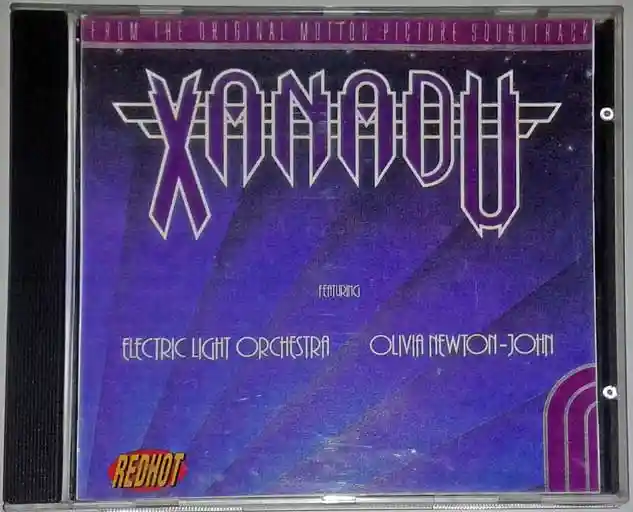 FROM THE ORIGINAL MOTION PICTURE SOUNDTRACK
XANADU
FEATURING
ELECTRIC LIGHT ORCHESTRA OLIVIA NEWTON-JOHN
REDHOT